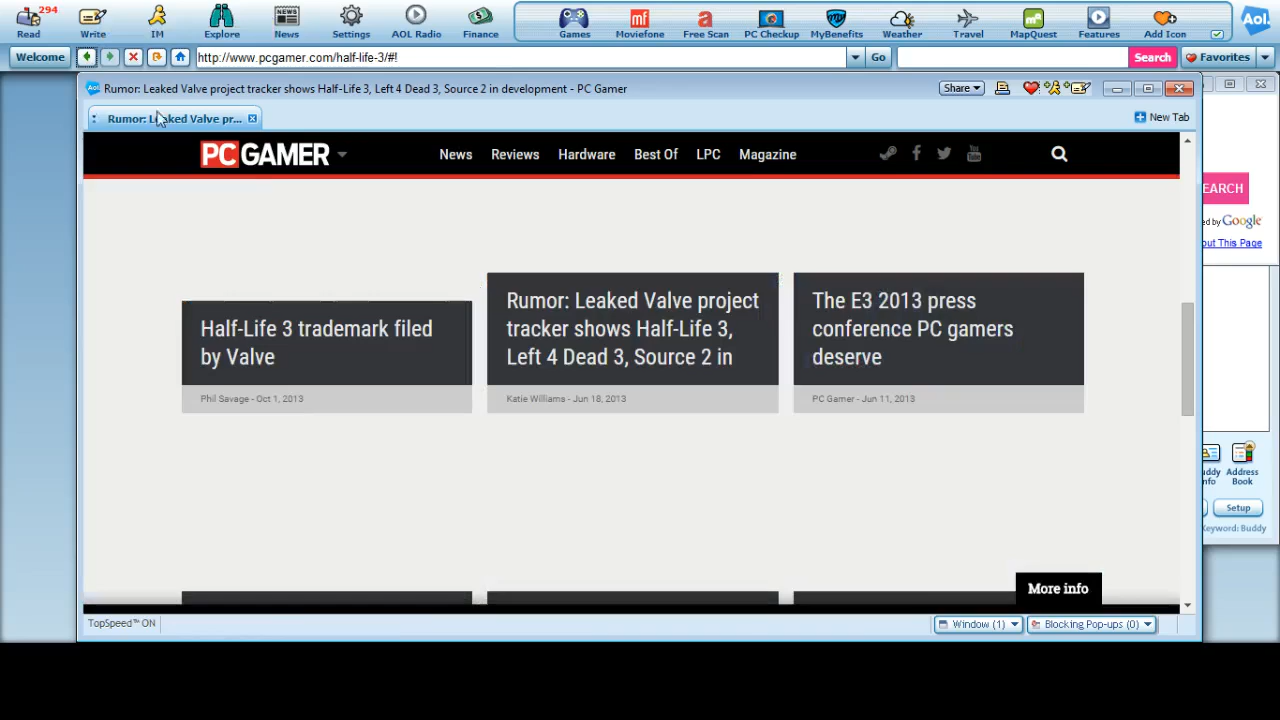 294
Read
Write
IM
Explore
News
Settings
AOL Radio
Finance
Games
Moviefone
Free Scan
PC Checkup
MyBenefits
Weather
Travel
MapQuest
Features
Add Icon
Aol.
Welcome
http://www.pcgamer.com/half-life-3/#!
Go
Search
Favorites
Rumor: Leaked Valve project tracker shows Half-Life 3, Left 4 Dead 3, Source 2 in development - PC Gamer
Share
Rumor: Leaked Valve pr...
New Tab
PC GAMER
News
Reviews
Hardware
Best Of
LPC
Magazine
EARCH
ed by Google
out This Page
Half-Life 3 trademark filed
by Valve
Phil Savage - Oct 1, 2013
Rumor: Leaked Valve project
tracker shows Half-Life 3,
Left 4 Dead 3, Source 2 in
Katie Williams - Jun 18, 2013
The E3 2013 press
conference PC gamers
deserve
PC Gamer - Jun 11, 2013
uddy
nfo
Address
Book
Setup
Keyword: Buddy
More info
TopSpeed™ ON
Window (1)
Blocking Pop-ups (0)